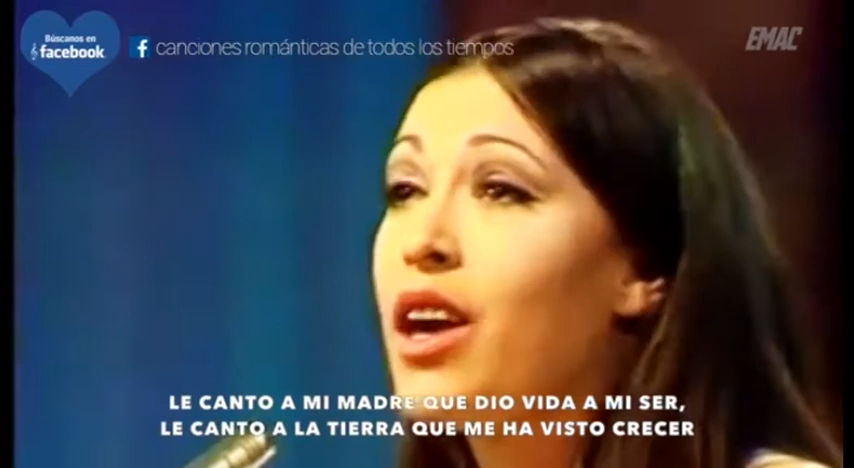 Búscanos en
facebook
f canciones románticas de todos los tiempos
EMAC
LE CANTO A MI MADRE QUE DIO VIDA A MI SER,
LE CANTO A LA TIERRA QUE ME HA VISTO CRECER